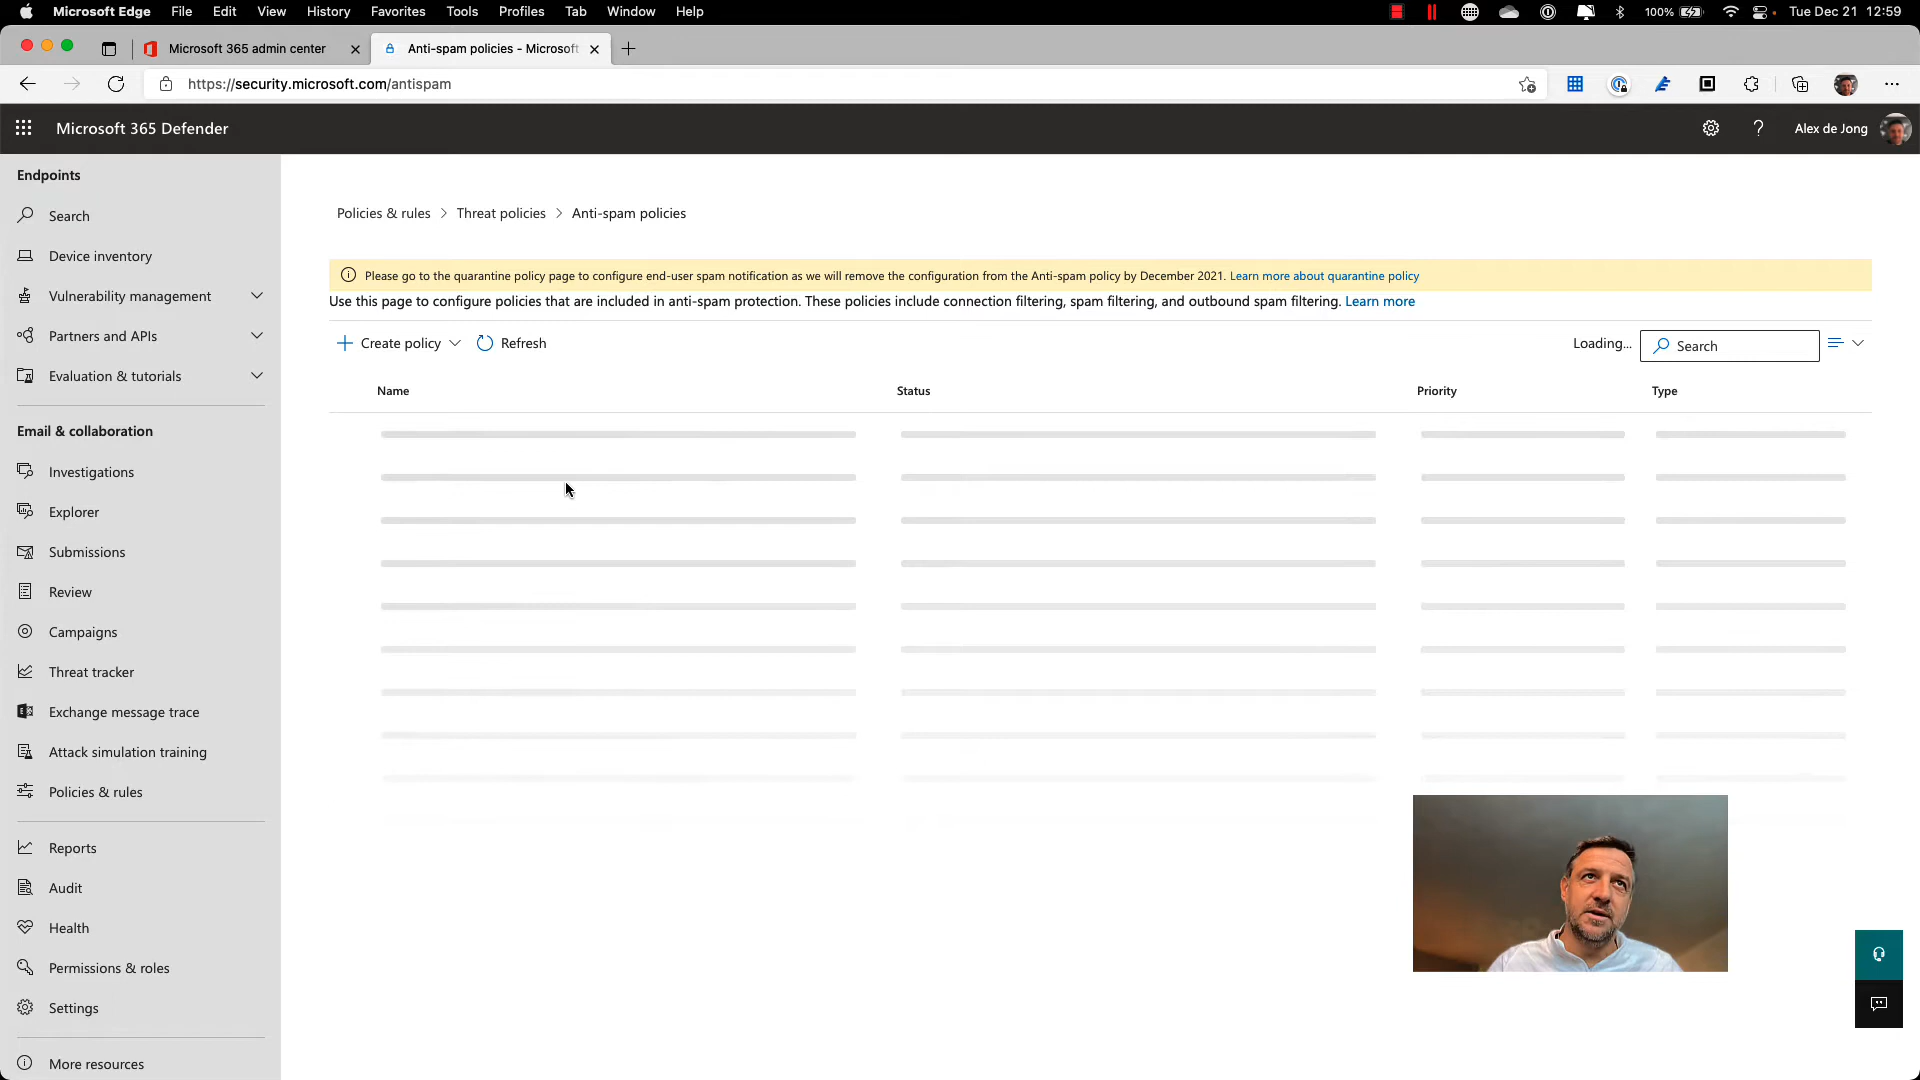 Microsoft Edge File Edit View History Favorites Tools Profiles Tab Window Help 100% Tue Dec 21 12:59
Microsoft 365 admin center Anti-spam policies - Microsoft
https://security.microsoft.com/antispam
Microsoft 365 Defender Alex de Jong
Endpoints
Search
Device inventory
Vulnerability management
Partners and APIs
Evaluation & tutorials
Email & collaboration
Investigations
Explorer
Submissions
Review
Campaigns
Threat tracker
Exchange message trace
Attack simulation training
Policies & rules
Reports
Audit
Health
Permissions & roles
Settings
More resources
Policies & rules > Threat policies > Anti-spam policies
Please go to the quarantine policy page to configure end-user spam notification as we will remove the configuration from the Anti-spam policy by December 2021. Learn more about quarantine policy
Use this page to configure policies that are included in anti-spam protection. These policies include connection filtering, spam filtering, and outbound spam filtering. Learn more
+ Create policy Refresh Loading... Search
Name Status Priority Type